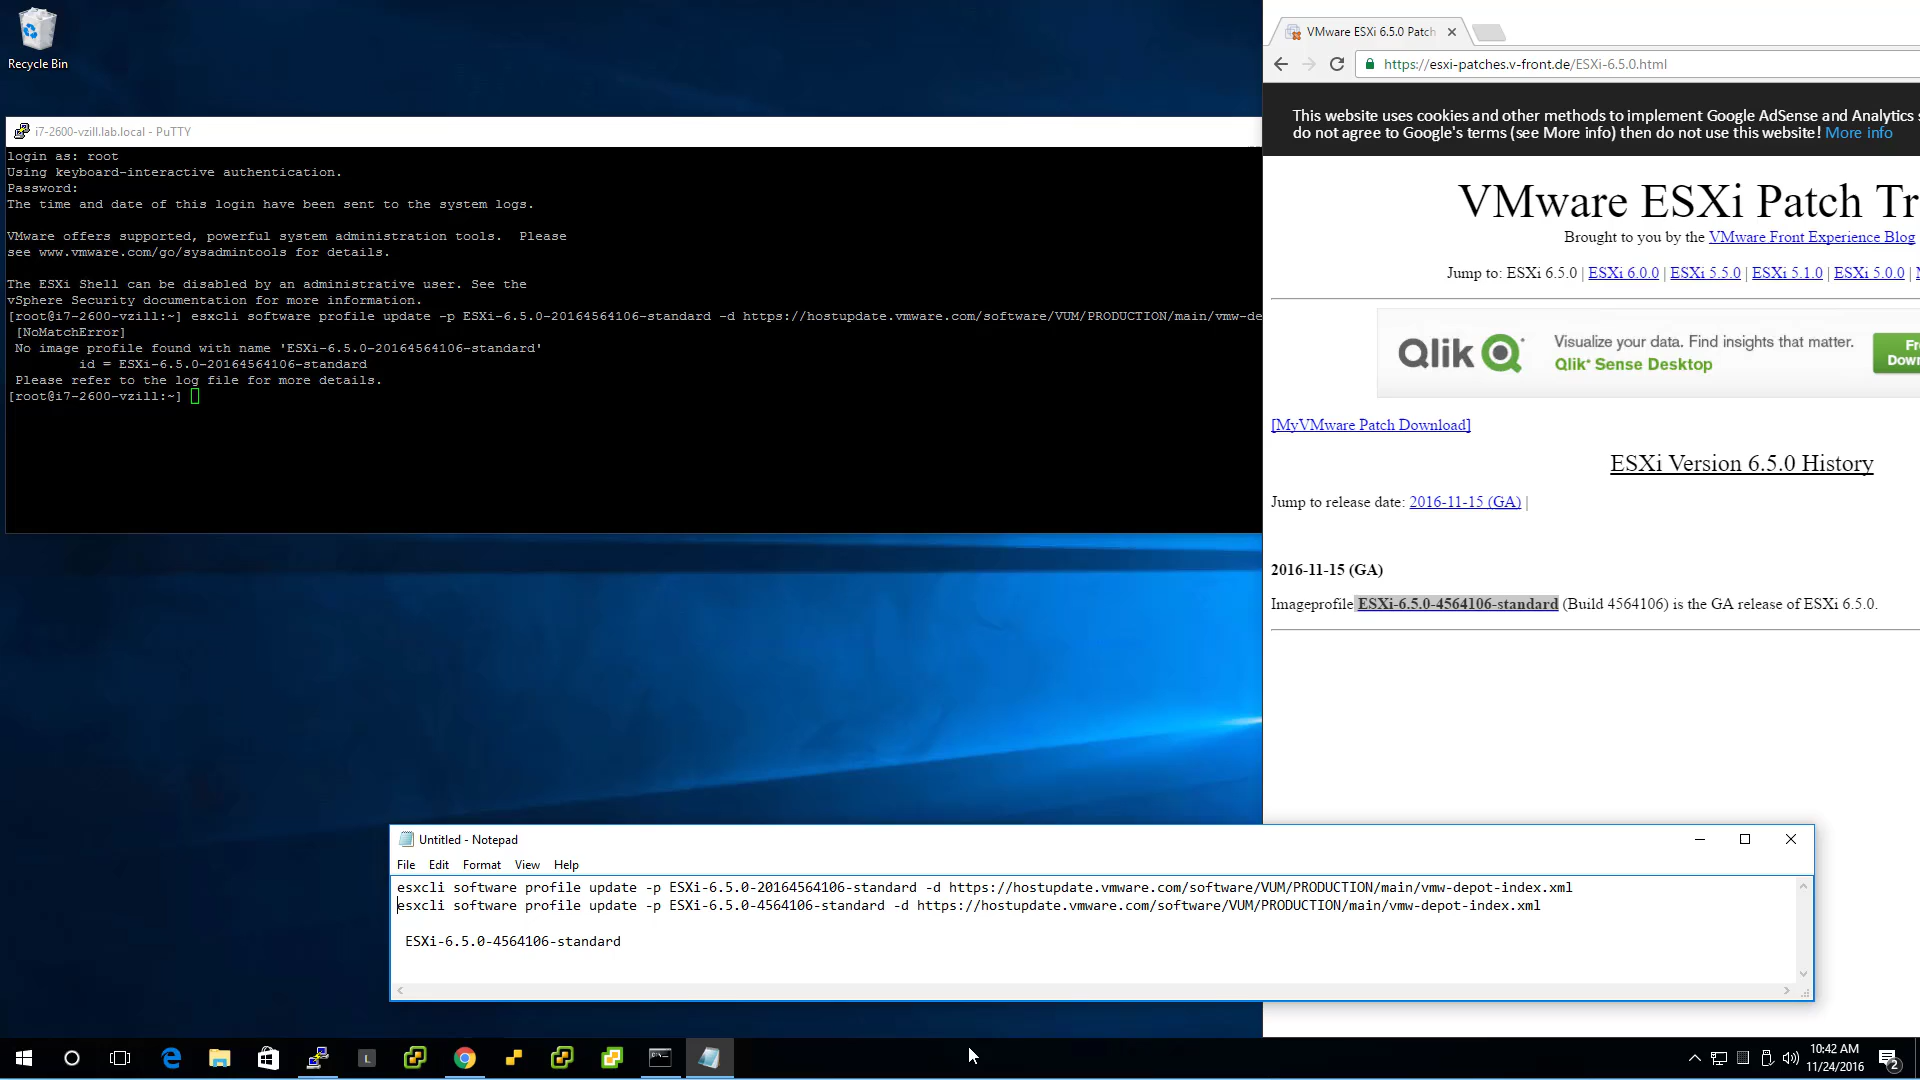 Recycle Bin
i7-2600-vzill.lab.local - PuTTY
login as: root
Using keyboard-interactive authentication.
Password:
The time and date of this login have been sent to the system logs.
VMware offers supported, powerful system administration tools.  Please
see www.vmware.com/go/sysadmintools for details.
The ESXi Shell can be disabled by an administrative user. See the
vSphere Security documentation for more information.
[root@i7-2600-vzill:~] esxcli software profile update -p ESXi-6.5.0-20164564106-standard -d https://hostupdate.vmware.com/software/VUM/PRODUCTION/main/vmw-de
[NoMatchError]
No image profile found with name 'ESXi-6.5.0-20164564106-standard'
id = ESXi-6.5.0-20164564106-standard
Please refer to the log file for more details.
[root@i7-2600-vzill:~]
VMware ESXi 6.5.0 Patch
https://esxi-patches.v-front.de/ESXi-6.5.0.html
This website uses cookies and other methods to implement Google AdSense and Analytics s
do not agree to Google's terms (see More info) then do not use this website! More info
VMware ESXi Patch Tr
Brought to you by the VMware Front Experience Blog
Jump to: ESXi 6.5.0 | ESXi 6.0.0 | ESXi 5.5.0 | ESXi 5.1.0 | ESXi 5.0.0 |
Qlik
Visualize your data. Find insights that matter.
Qlik Sense Desktop
Fr
Down
[MyVMware Patch Download]
ESXi Version 6.5.0 History
Jump to release date: 2016-11-15 (GA) |
2016-11-15 (GA)
Imageprofile ESXi-6.5.0-4564106-standard (Build 4564106) is the GA release of ESXi 6.5.0.
Untitled - Notepad
File Edit Format View Help
esxcli software profile update -p ESXi-6.5.0-20164564106-standard -d https://hostupdate.vmware.com/software/VUM/PRODUCTION/main/vmw-depot-index.xml
esxcli software profile update -p ESXi-6.5.0-4564106-standard -d https://hostupdate.vmware.com/software/VUM/PRODUCTION/main/vmw-depot-index.xml
ESXi-6.5.0-4564106-standard
L
10:42 AM
11/24/2016
2